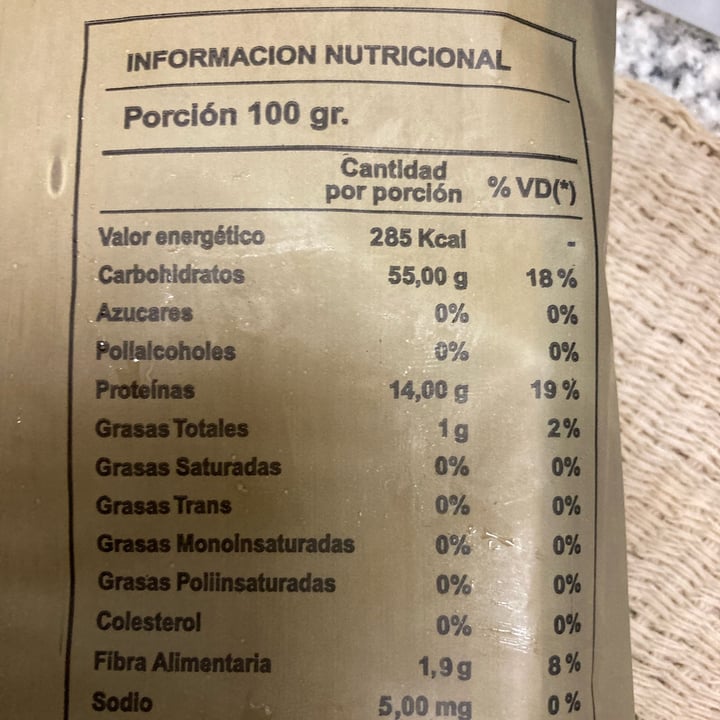 INFORMACION NUTRICIONAL
Porción 100 gr.
Cantidad
por porción % VD(*)
Valor energético 285 Kcal -
Carbohidratos 55,00 g 18 %
Azucares 0% 0%
Polialcoholes 0% 0%
Proteínas 14,00 g 19 %
Grasas Totales 1 g 2%
Grasas Saturadas 0% 0%
Grasas Trans 0% 0%
Grasas Monoinsaturadas 0% 0%
Grasas Poliinsaturadas 0% 0%
Colesterol 0% 0%
Fibra Alimentaria 1,9 g 8 %
Sodio 5,00 mg 0 %